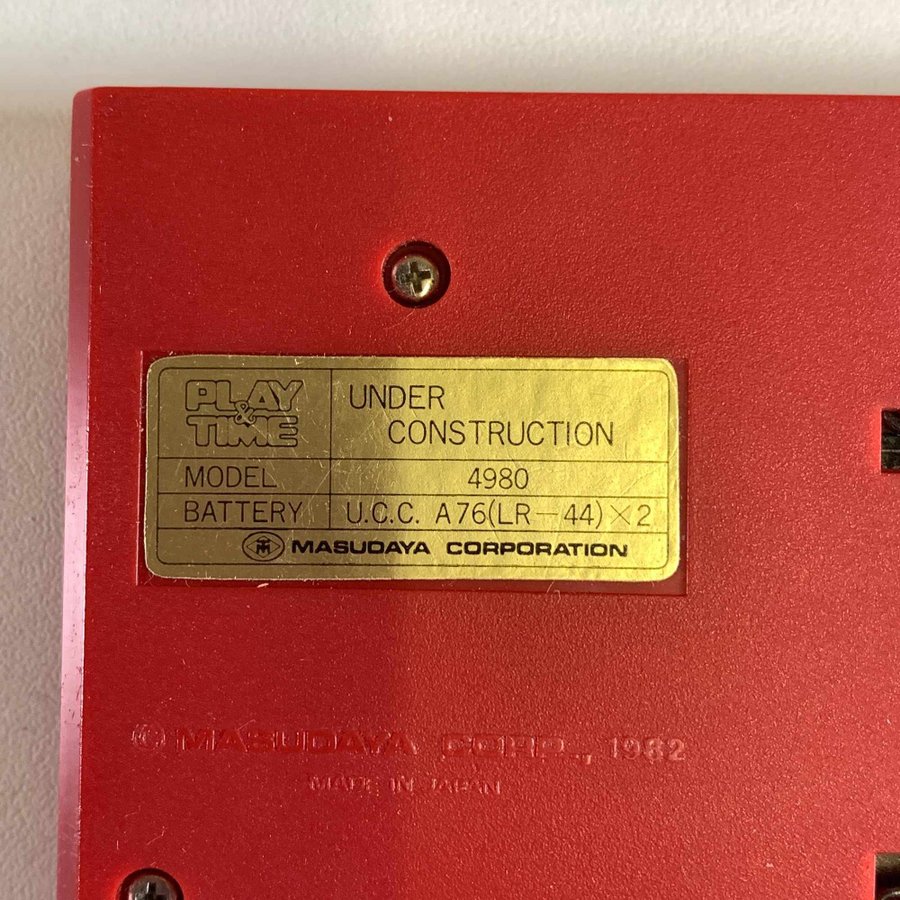 PLAY & TIME
UNDER CONSTRUCTION
MODEL 4980
BATTERY U.C.C. A76(LR-44)×2
MASUDAYA CORPORATION
© MASUDAYA CORP., 1982
MADE IN JAPAN